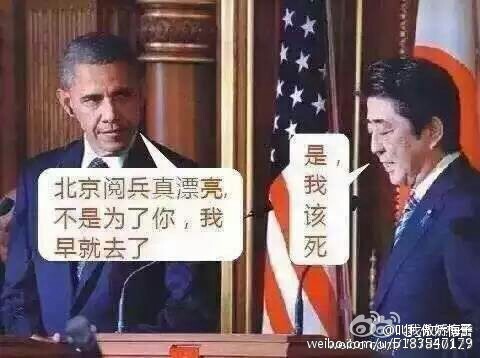 北京阅兵真漂亮,
不是为了你，我
早就去了
是，
我
该
死
weibo.com/u/5183547129